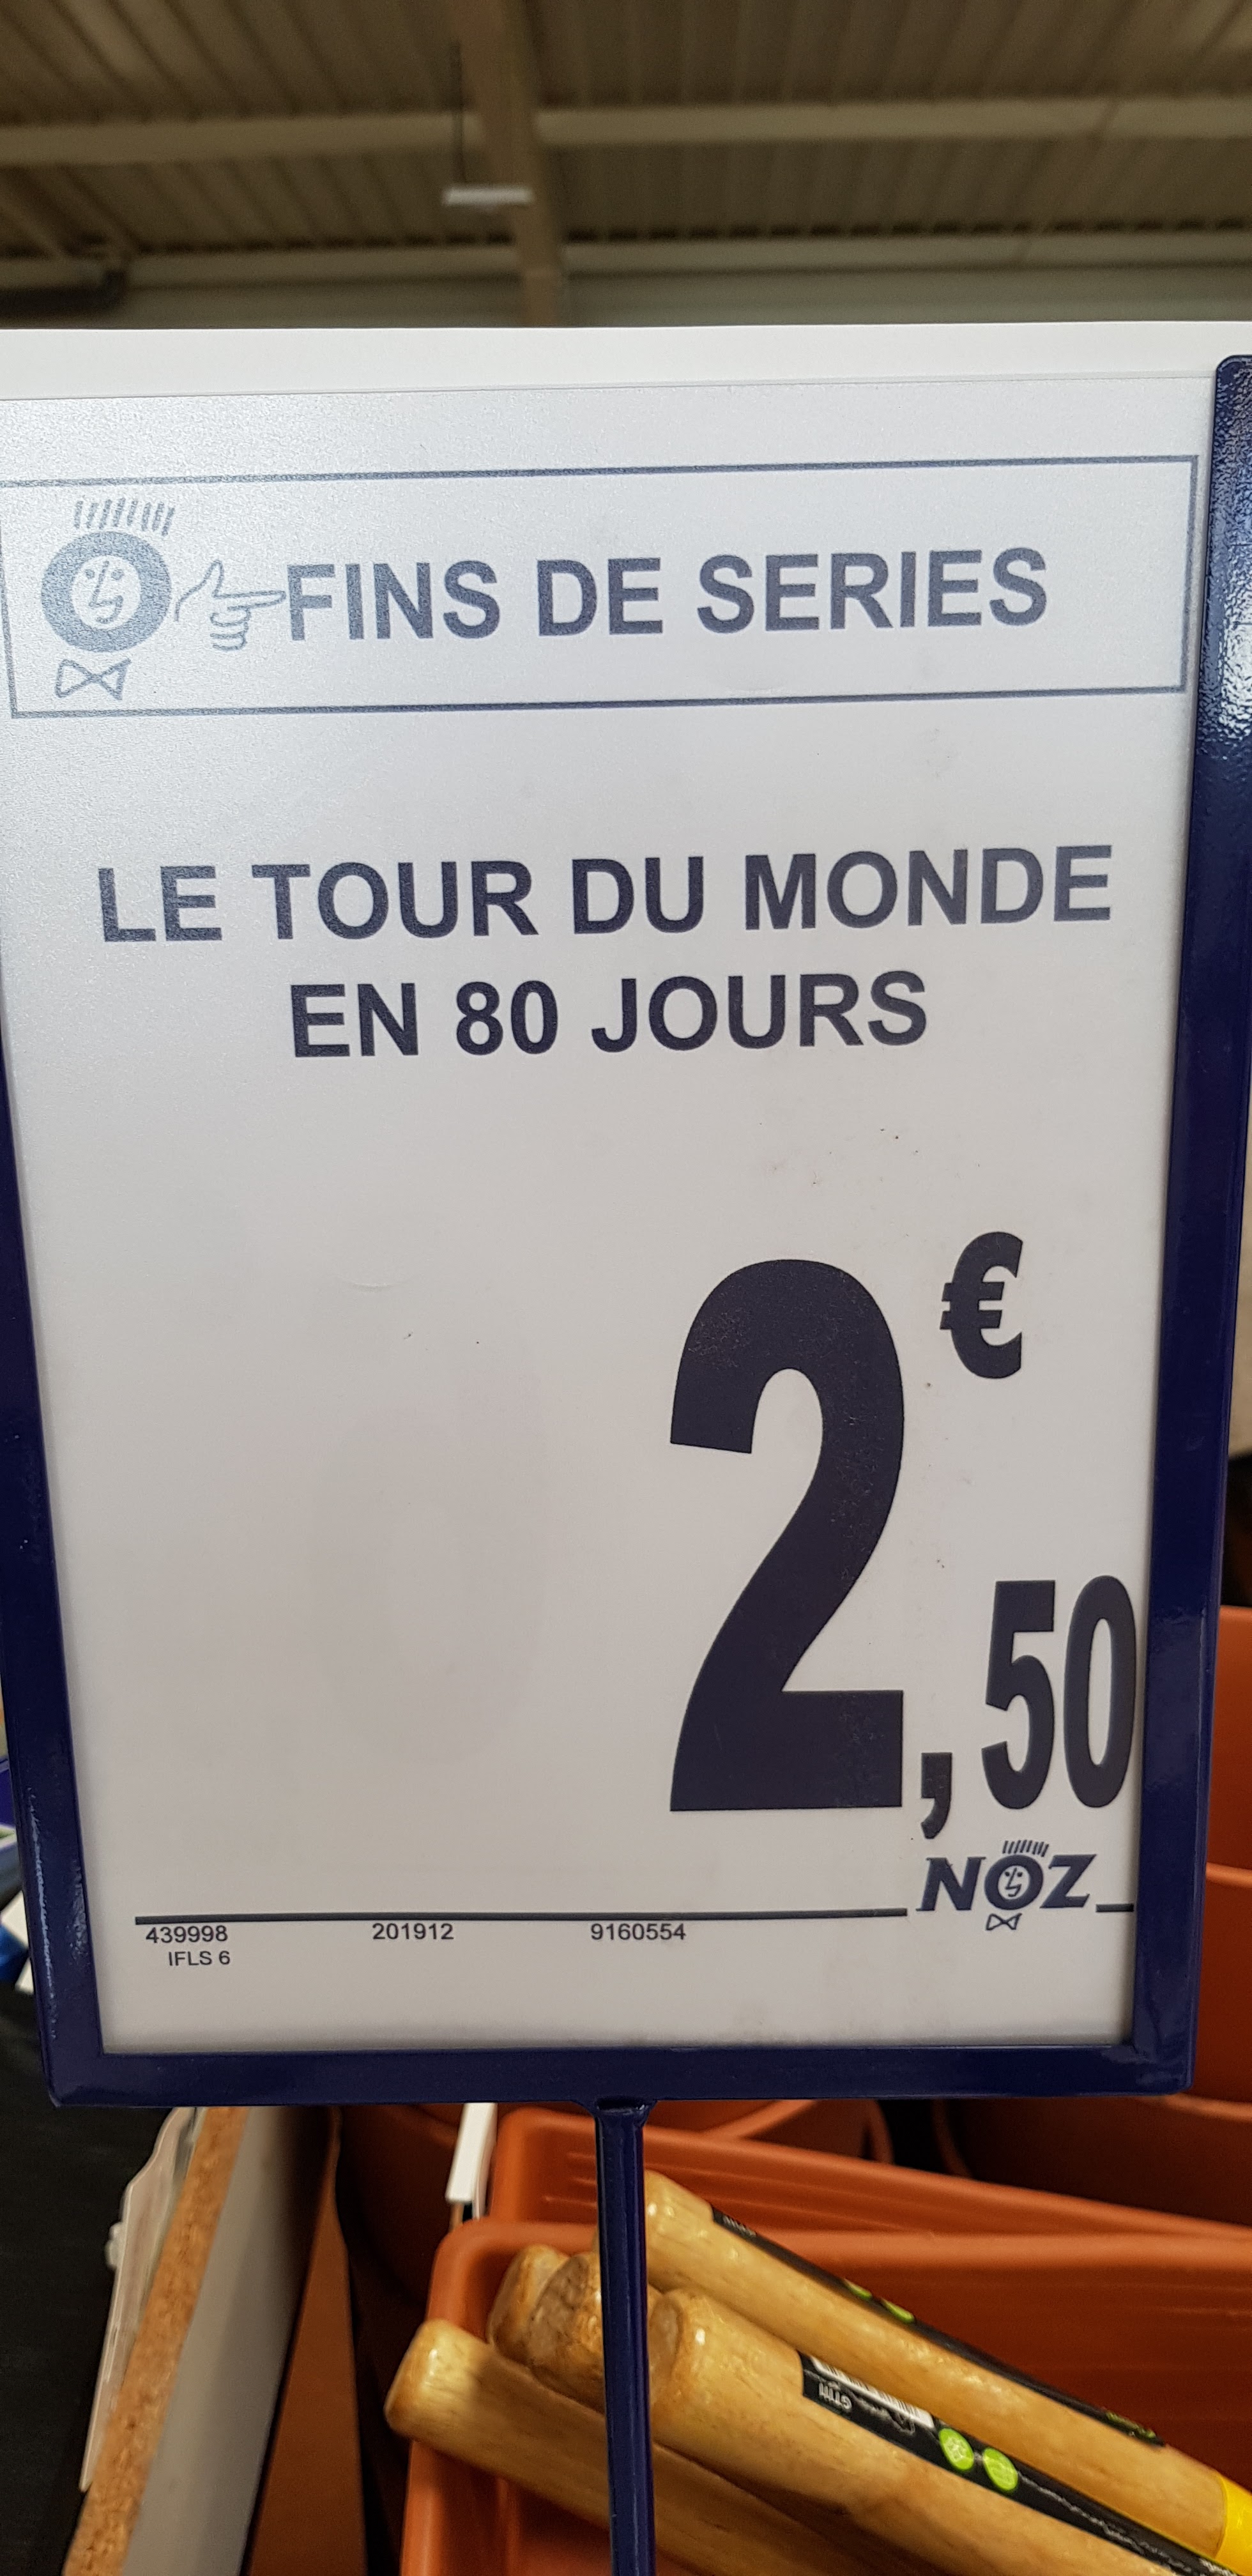 FINS DE SERIES
LE TOUR DU MONDE
EN 80 JOURS
2€,50
NOZ
439998 201912 9160554
IFLS 6